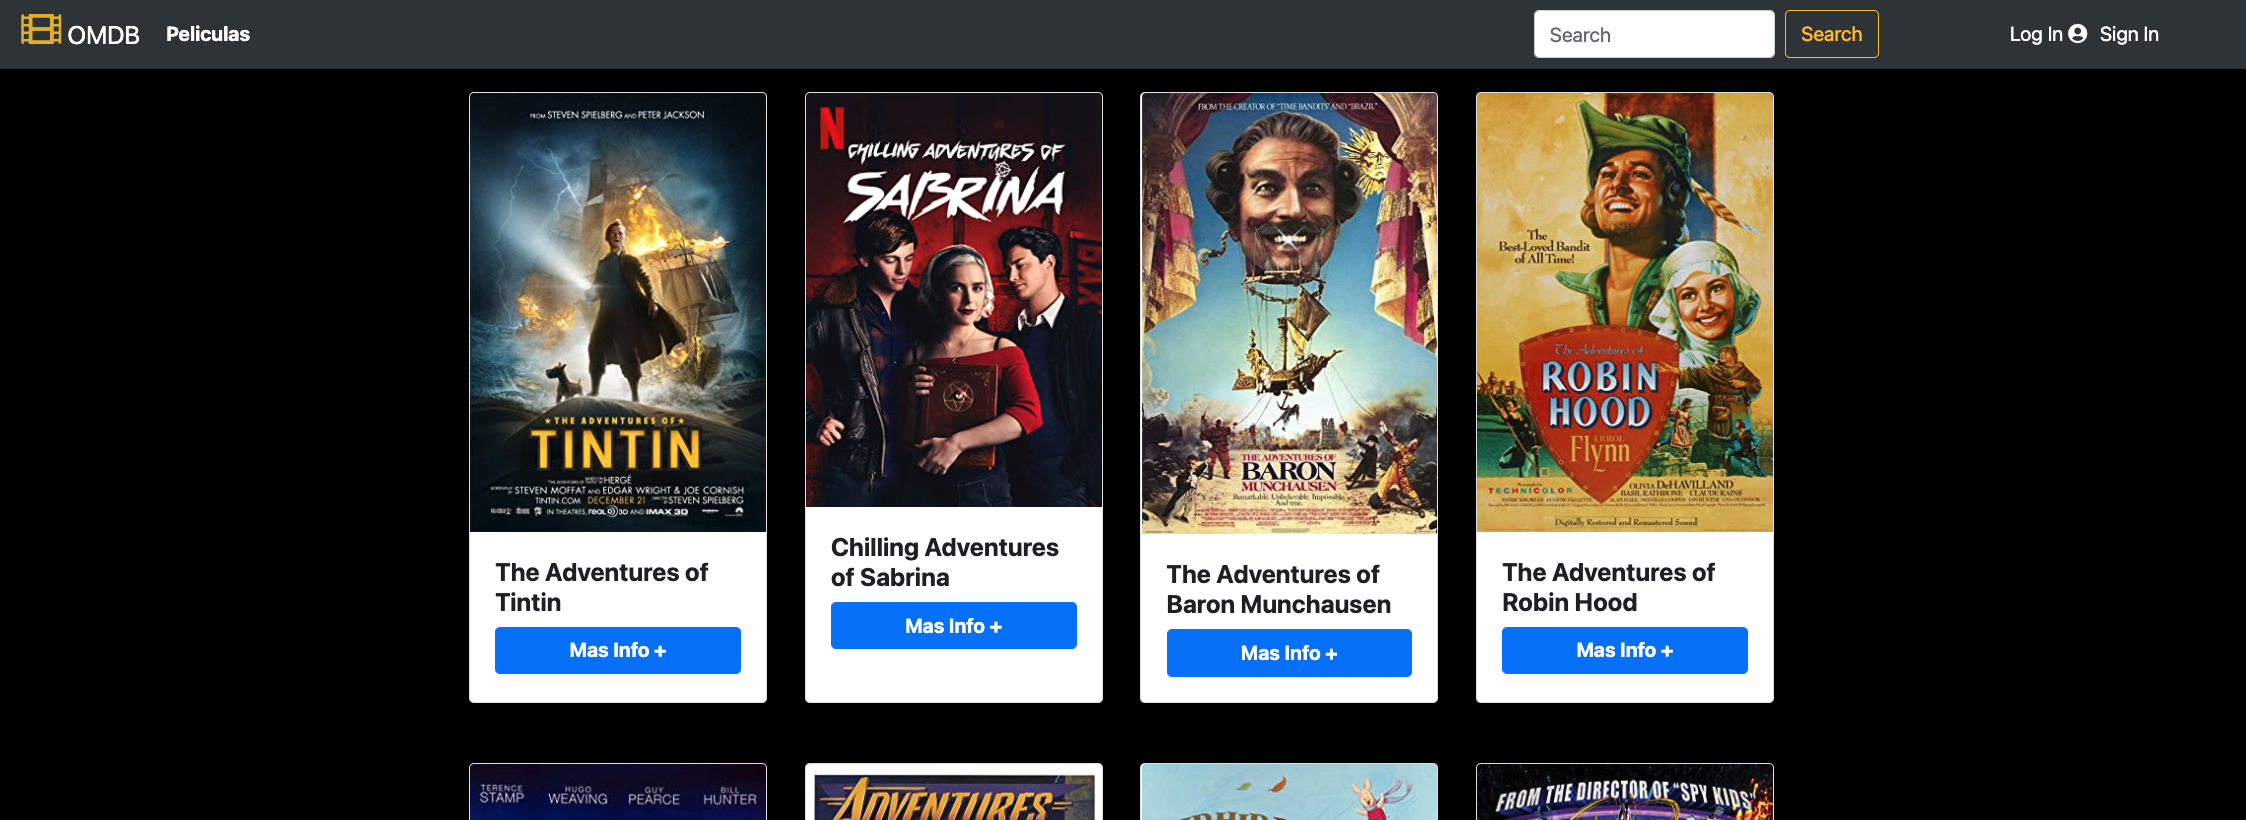 OMDB Peliculas Search Search Log In Sign In
FROM STEVEN SPIELBERG AND PETER JACKSON
THE ADVENTURES OF
TINTIN
HERGÉ
STEVEN MOFFAT AND EDGAR WRIGHT & JOE CORNISH
TINTIN.COM DECEMBER 21 STEVEN SPIELBERG
IN THEATRES, REAL D 3D AND IMAX 3D
The Adventures of
Tintin
Mas Info +
N
CHILLING ADVENTURES OF
SABRINA
Chilling Adventures
of Sabrina
Mas Info +
FROM THE CREATOR OF "TIME BANDITS" AND "BRAZIL"
THE ADVENTURES OF
BARON
MUNCHAUSEN
Remarkable. Unbelievable. Impossible.
And true.
The Adventures of
Baron Munchausen
Mas Info +
The
Best-Loved Bandit
of All Time!
The Adventures of
ROBIN
HOOD
ERROL
Flynn
TECHNICOLOR
OLIVIA DE HAVILLAND
BASIL RATHBONE · CLAUDE RAINS
Digitally Restored and Remastered Sound
The Adventures of
Robin Hood
Mas Info +
TERENCE STAMP HUGO WEAVING GUY PEARCE BILL HUNTER
ADVENTURES
FROM THE DIRECTOR OF "SPY KIDS"